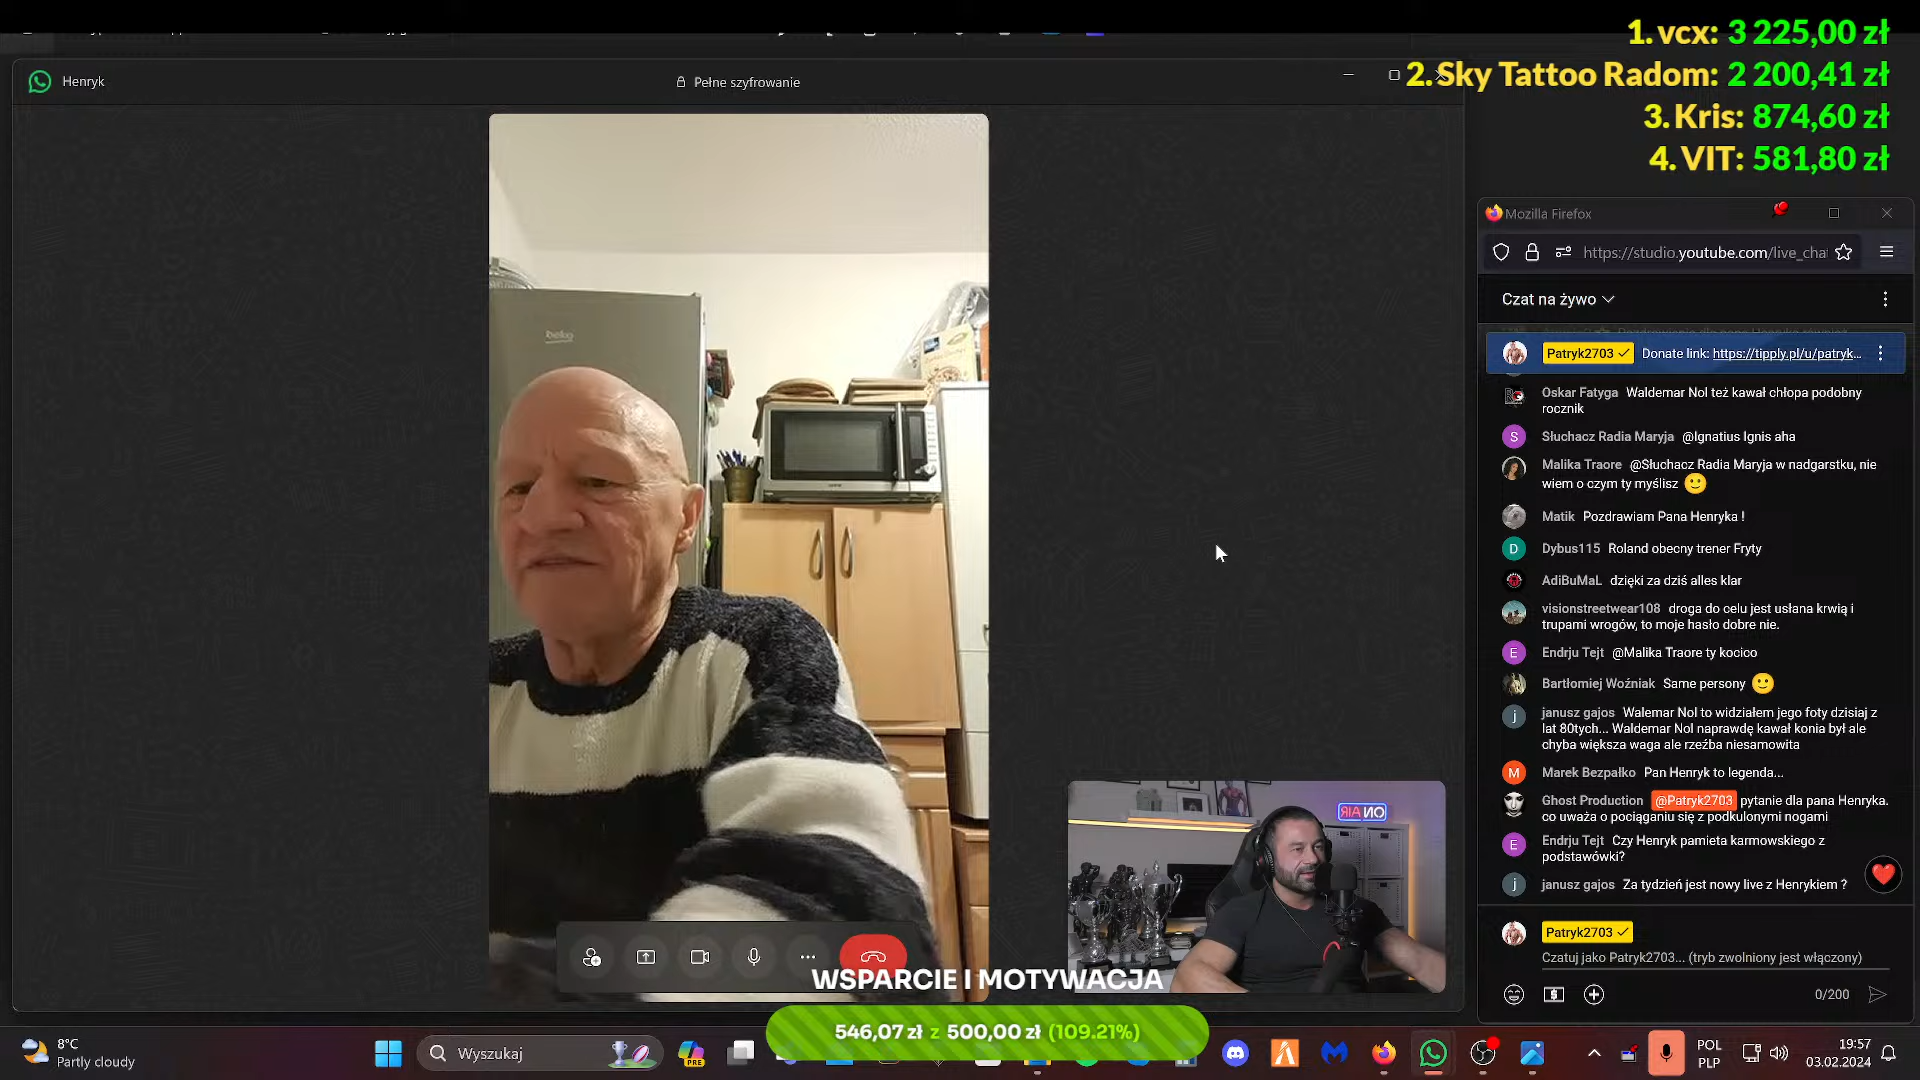 1. vcx: 3 225,00 zł
2. Sky Tattoo Radom: 2 200,41 zł
3. Kris: 874,60 zł
4. VIT: 581,80 zł
Henryk
Pełne szyfrowanie
beko
ON AIR
Mozilla Firefox
https://studio.youtube.com/live_cha
Czat na żywo
Patryk2703 Donate link: https://tipply.pl/u/patryk...
Oskar Fatyga Waldemar Nol też kawał chłopa podobny
rocznik
Słuchacz Radia Maryja @Ignatius Ignis aha
Malika Traore @Słuchacz Radia Maryja w nadgarstku, nie
wiem o czym ty myślisz
Matik Pozdrawiam Pana Henryka !
Dybus115 Roland obecny trener Fryty
AdiBuMaL dzięki za dziś alles klar
visionstreetwear108 droga do celu jest usłana krwią i
trupami wrogów, to moje hasło dobre nie.
Endrju Tejt @Malika Traore ty kocico
Bartłomiej Woźniak Same persony
janusz gajos Walemar Nol to widziałem jego foty dzisiaj z
lat 80tych... Waldemar Nol naprawdę kawał konia był ale
chyba większa waga ale rzeźba niesamowita
Marek Bezpałko Pan Henryk to legenda...
Ghost Production @Patryk2703 pytanie dla pana Henryka.
co uważa o pociąganiu się z podkulonymi nogami
Endrju Tejt Czy Henryk pamieta karmowskiego z
podstawówki?
janusz gajos Za tydzień jest nowy live z Henrykiem ?
Patryk2703
Czatuj jako Patryk2703... (tryb zwolniony jest włączony)
0/200
WSPARCIE I MOTYWACJA
546,07 zł z 500,00 zł (109.21%)
8°C
Partly cloudy
Wyszukaj
PRE
POL
PLP
19:57
03.02.2024